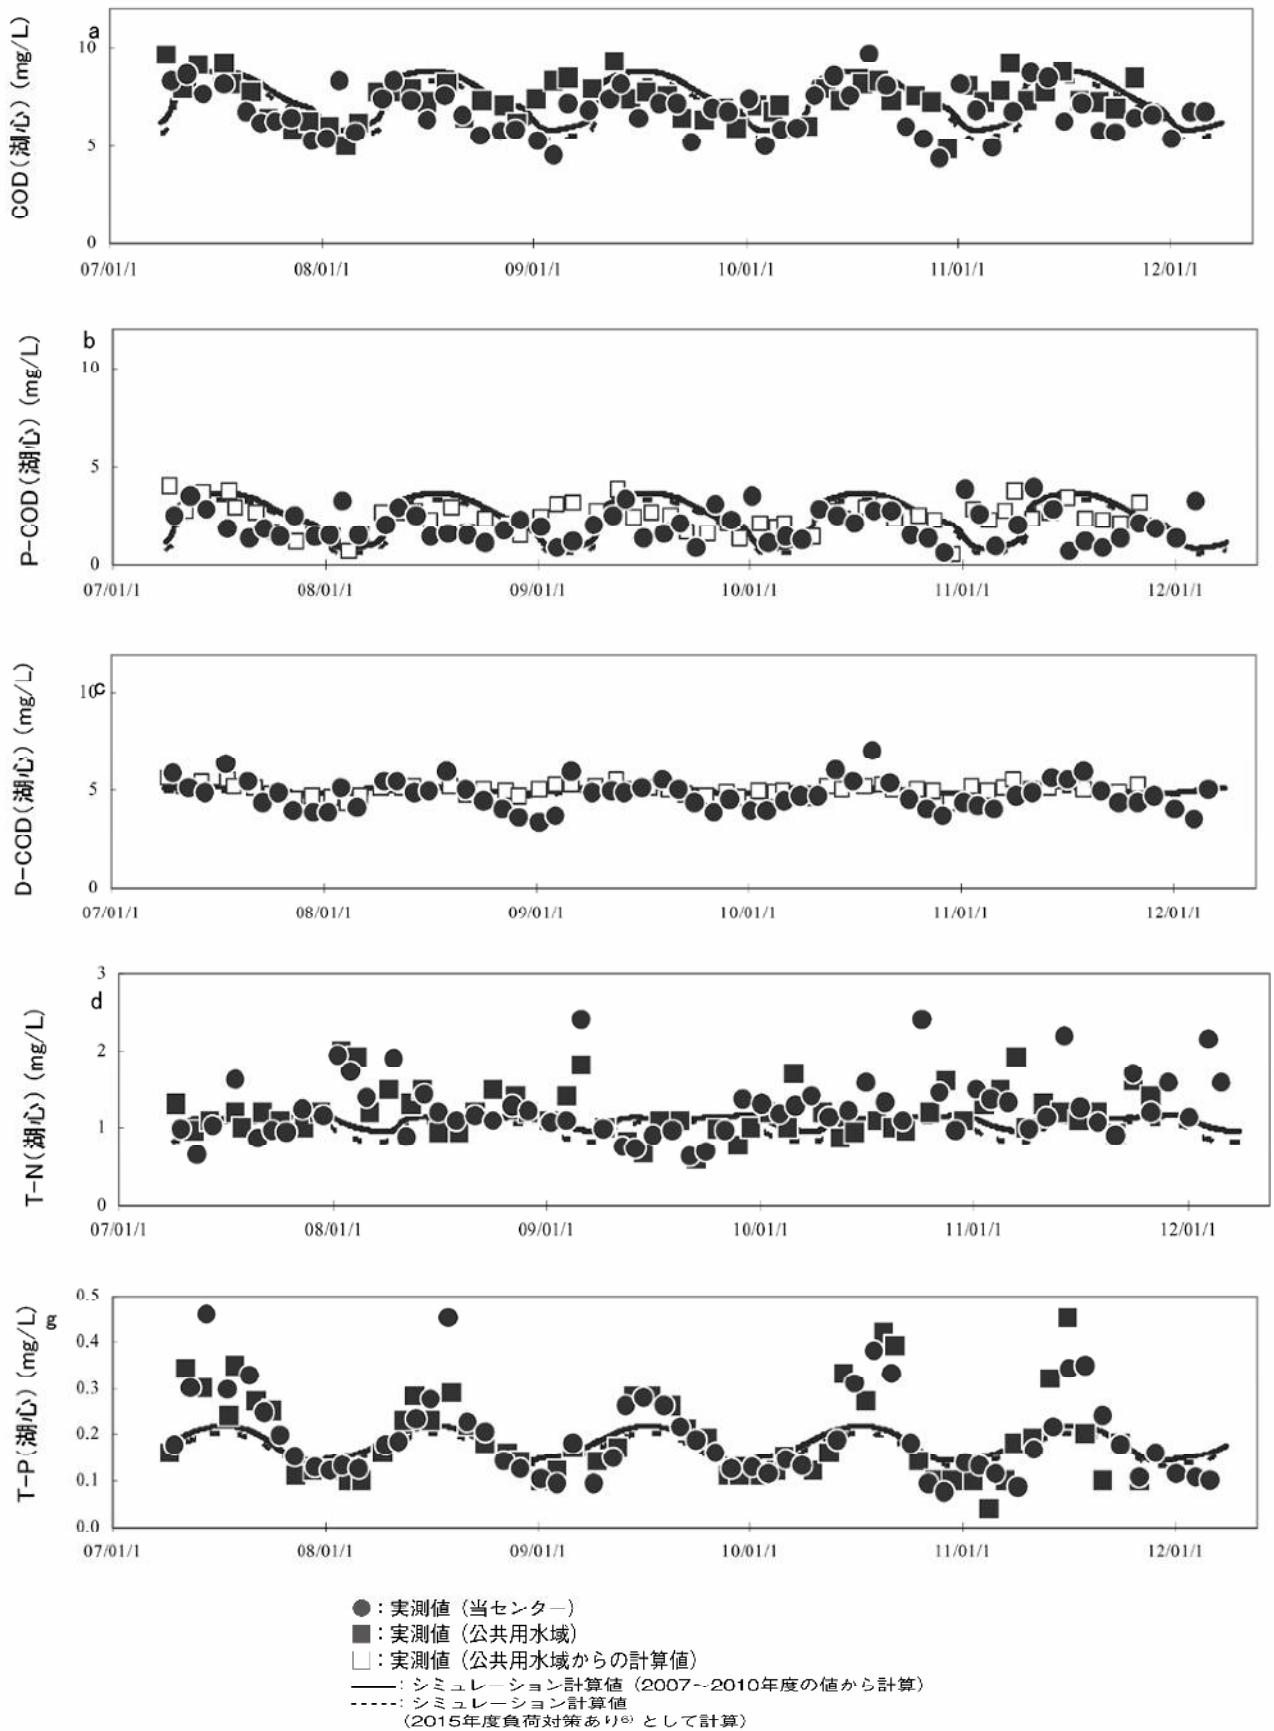 a
COD(湖心) (mg/L)
10
5
0
07/01/1 08/01/1 09/01/1 10/01/1 11/01/1 12/01/1
b
P-COD(湖心) (mg/L)
10
5
0
07/01/1 08/01/1 09/01/1 10/01/1 11/01/1 12/01/1
c
D-COD(湖心) (mg/L)
10
5
0
07/01/1 08/01/1 09/01/1 10/01/1 11/01/1 12/01/1
d
T-N(湖心) (mg/L)
3
2
1
0
07/01/1 08/01/1 09/01/1 10/01/1 11/01/1 12/01/1
g
T-P(湖心) (mg/L)
0.5
0.4
0.3
0.2
0.1
0.0
07/01/1 08/01/1 09/01/1 10/01/1 11/01/1 12/01/1
●：実測値（当センター）
■：実測値（公共用水域）
□：実測値（公共用水域からの計算値）
――：シミュレーション計算値（2007～2010年度の値から計算）
-----：シミュレーション計算値
（2015年度負荷対策あり⁶⁾ として計算）